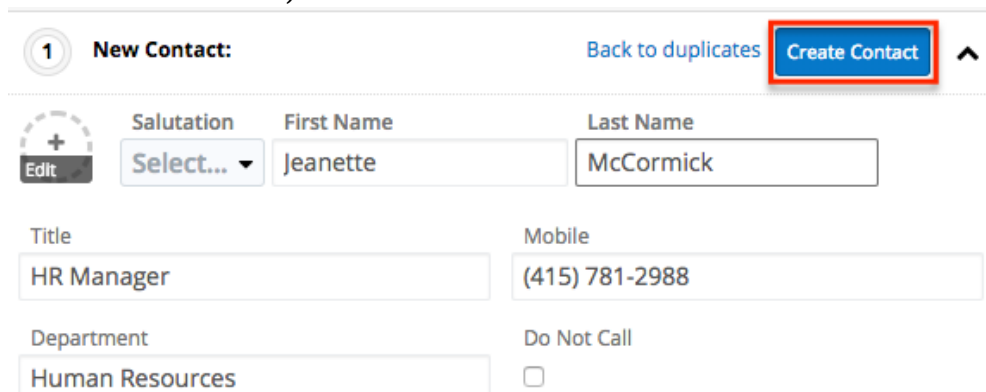 1 New Contact: Back to duplicates Create Contact
Salutation First Name Last Name
Edit Select... Jeanette McCormick
Title Mobile
HR Manager (415) 781-2988
Department Do Not Call
Human Resources